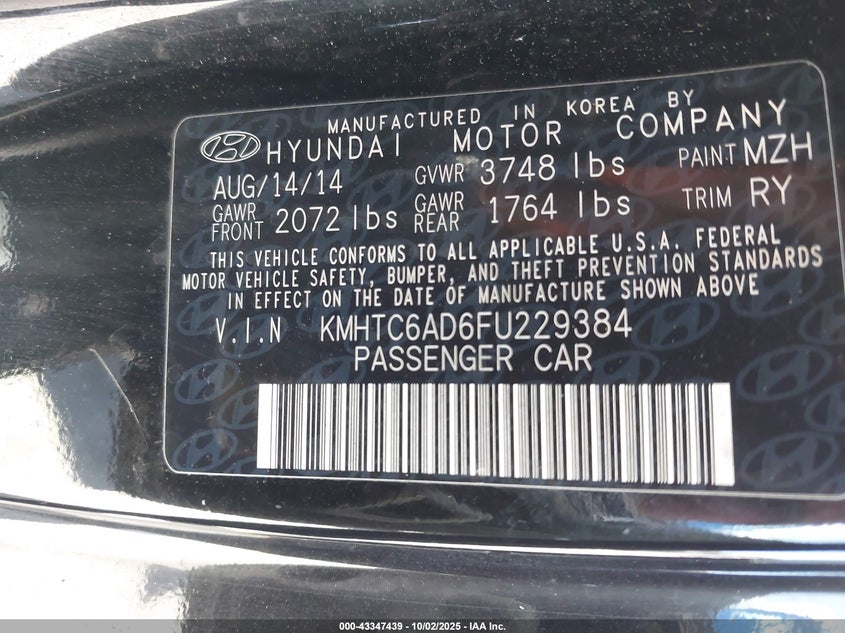 MANUFACTURED IN KOREA BY
HYUNDAI MOTOR COMPANY
AUG/14/14 GVWR 3748 lbs PAINT MZH
GAWR FRONT 2072 lbs GAWR REAR 1764 lbs TRIM RY
THIS VEHICLE CONFORMS TO ALL APPLICABLE U.S.A. FEDERAL
MOTOR VEHICLE SAFETY, BUMPER, AND THEFT PREVENTION STANDARDS
IN EFFECT ON THE DATE OF MANUFACTURE SHOWN ABOVE
V.I.N KMHTC6AD6FU229384
PASSENGER CAR
000-43347439 - 10/02/2025 - IAA Inc.